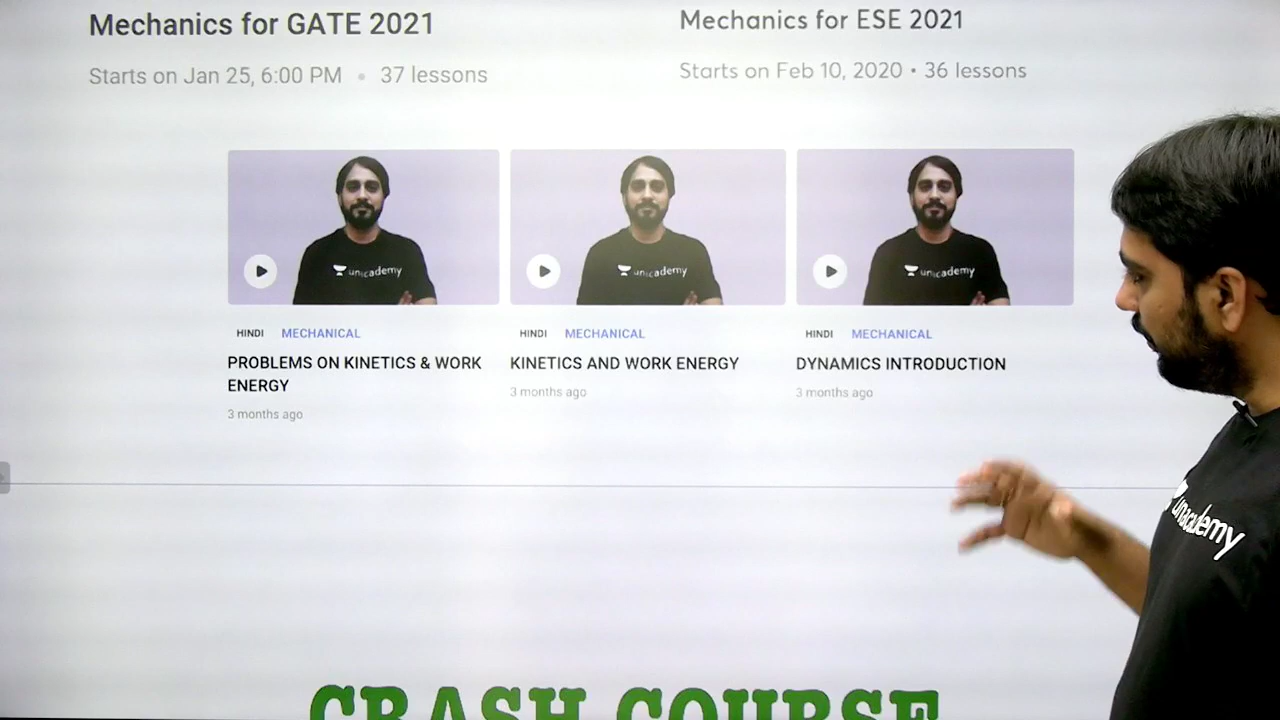 Mechanics for GATE 2021
Starts on Jan 25, 6:00 PM • 37 lessons
Mechanics for ESE 2021
Starts on Feb 10, 2020 • 36 lessons
unacademy
unacademy
unacademy
HINDI MECHANICAL
PROBLEMS ON KINETICS & WORK
ENERGY
3 months ago
HINDI MECHANICAL
KINETICS AND WORK ENERGY
3 months ago
HINDI MECHANICAL
DYNAMICS INTRODUCTION
3 months ago
unacademy
CRASH COURSE